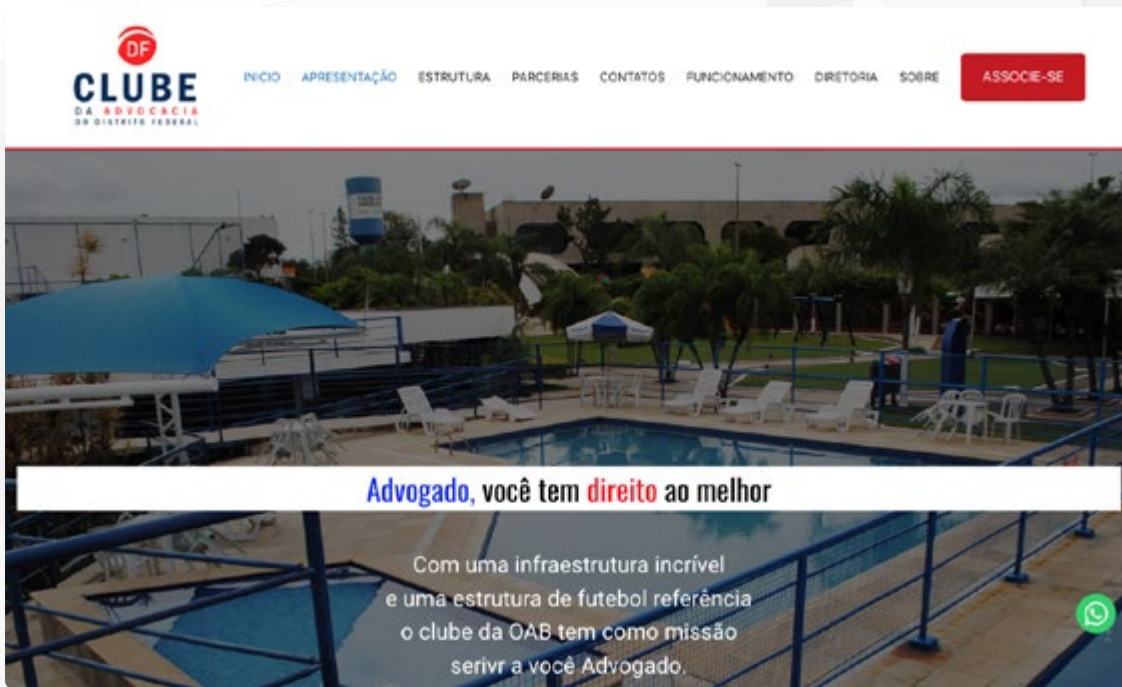 DF
CLUBE
DA ADVOCACIA
DO DISTRITO FEDERAL
INICIO APRESENTAÇÃO ESTRUTURA PARCERIAS CONTATOS FUNCIONAMENTO DIRETORIA SOBRE ASSOCIE-SE
Advogado, você tem direito ao melhor
Com uma infraestrutura incrível
e uma estrutura de futebol referência
o clube da OAB tem como missão
serivr a você Advogado.